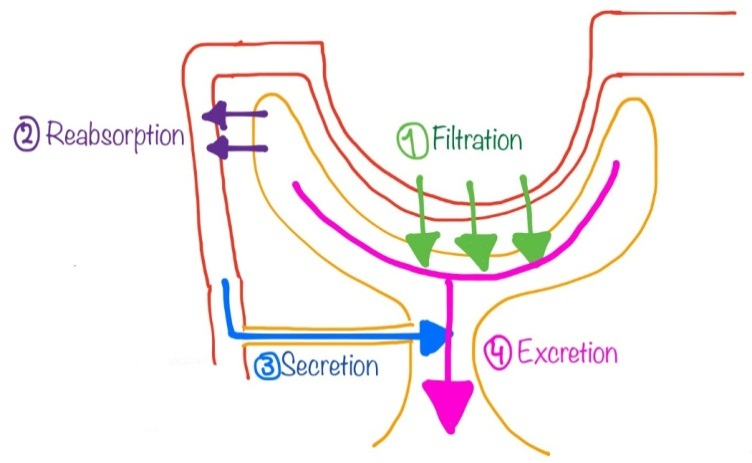 ① Filtration
② Reabsorption
③ Secretion
④ Excretion